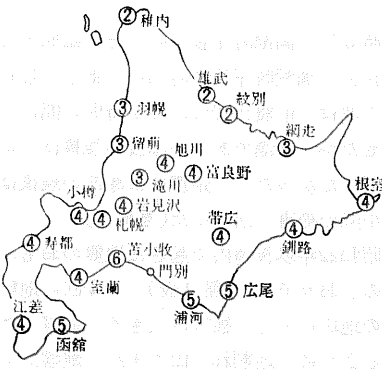 ② 稚内
雄武
②
紋別
②
③ 羽幌
③ 留萌
網走
③
旭川
④
④ 富良野
③
滝川
小樽
④
④
札幌
④ 岩見沢
根室
④
帯広
④
④
釧路
④ 寿都
⑥
苫小牧
門別
④
室蘭
⑤
浦河
⑤ 広尾
江差
④
⑤
函舘